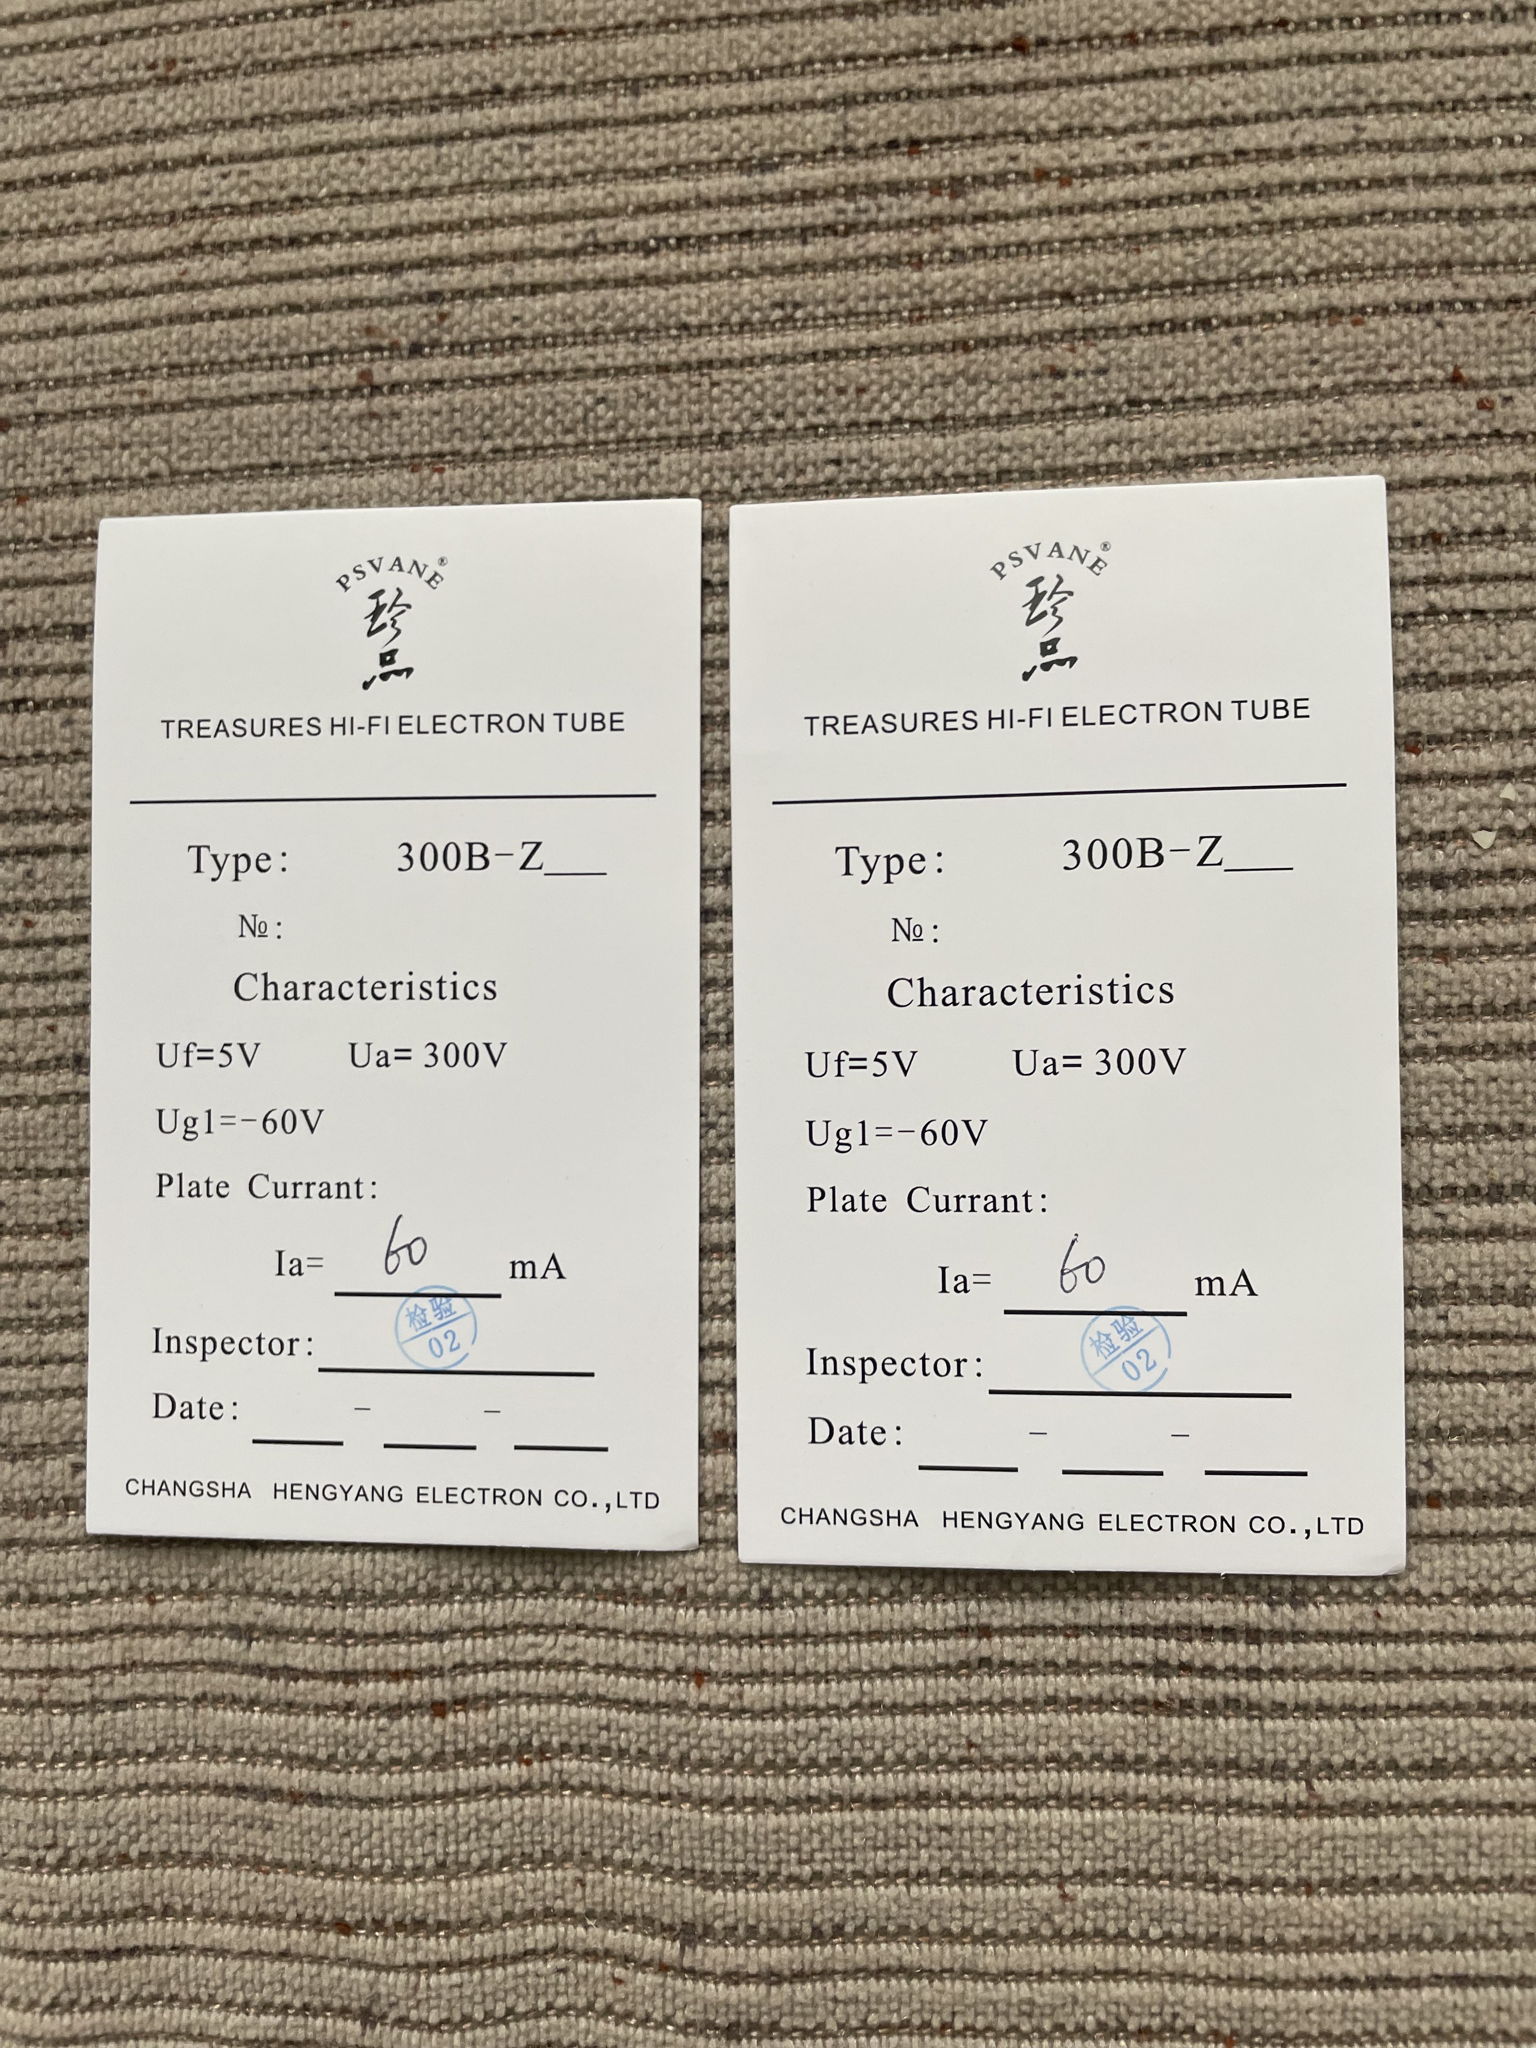 PSVANE®
珍品
TREASURES HI-FI ELECTRON TUBE
Type: 300B-Z___
№:
Characteristics
Uf=5V Ua= 300V
Ug1=-60V
Plate Currant:
Ia= 60 mA
检验
02
Inspector:
Date: - -
CHANGSHA HENGYANG ELECTRON CO.,LTD
PSVANE®
珍品
TREASURES HI-FI ELECTRON TUBE
Type: 300B-Z___
№:
Characteristics
Uf=5V Ua= 300V
Ug1=-60V
Plate Currant:
Ia= 60 mA
检验
02
Inspector:
Date: - -
CHANGSHA HENGYANG ELECTRON CO.,LTD